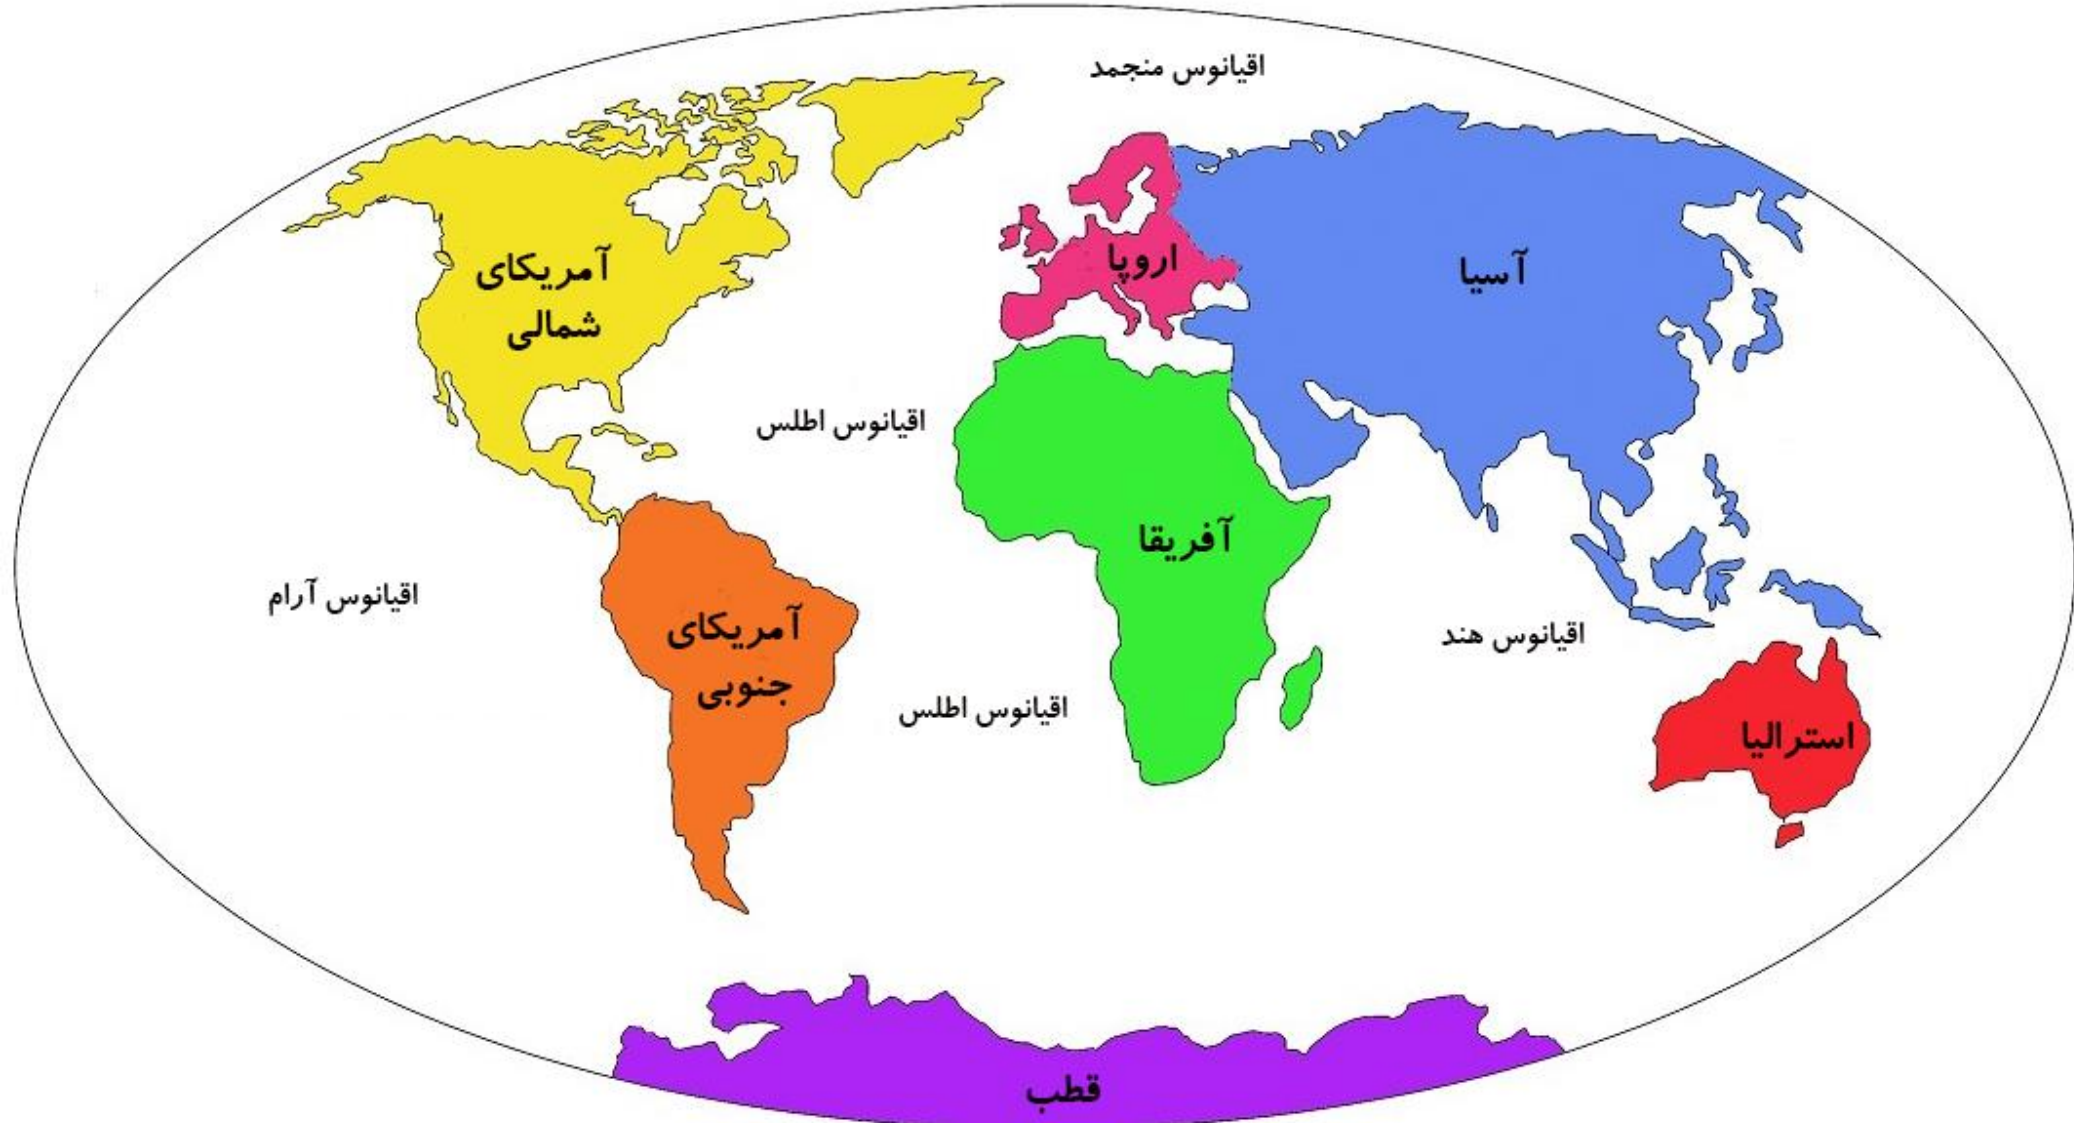 اقیانوس منجمد
آمریکای
شمالی
اروپا
آسیا
اقیانوس اطلس
آفریقا
اقیانوس آرام
آمریکای
جنوبی
اقیانوس هند
اقیانوس اطلس
استرالیا
قطب